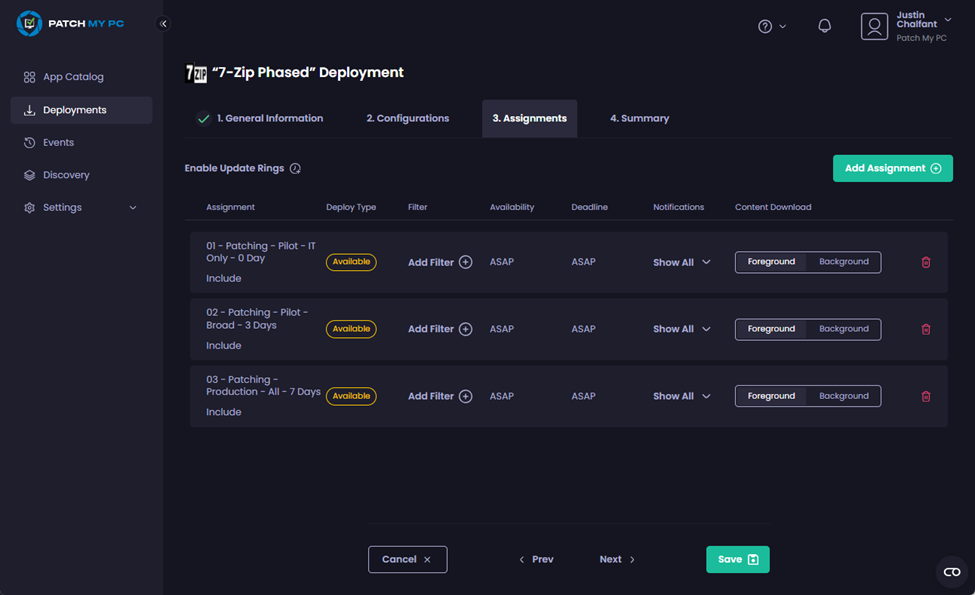 PATCH MY PC
Justin
Chalfant
Patch My PC
App Catalog
Deployments
Events
Discovery
Settings
7ZIP "7-Zip Phased" Deployment
1. General Information
2. Configurations
3. Assignments
4. Summary
Enable Update Rings
Add Assignment
Assignment Deploy Type Filter Availability Deadline Notifications Content Download
01 - Patching - Pilot - IT
Only - 0 Day
Include
Available Add Filter ASAP ASAP Show All Foreground Background
02 - Patching - Pilot -
Broad - 3 Days
Include
Available Add Filter ASAP ASAP Show All Foreground Background
03 - Patching -
Production - All - 7 Days
Include
Available Add Filter ASAP ASAP Show All Foreground Background
Cancel
Prev
Next
Save